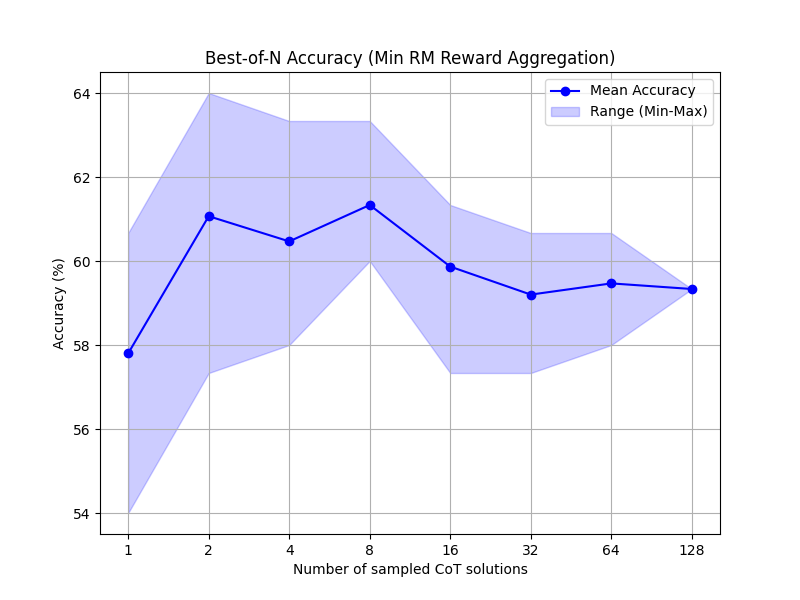 Best-of-N Accuracy (Min RM Reward Aggregation)
Mean Accuracy
Range (Min-Max)
Accuracy (%)
64
62
60
58
56
54
1 2 4 8 16 32 64 128
Number of sampled CoT solutions